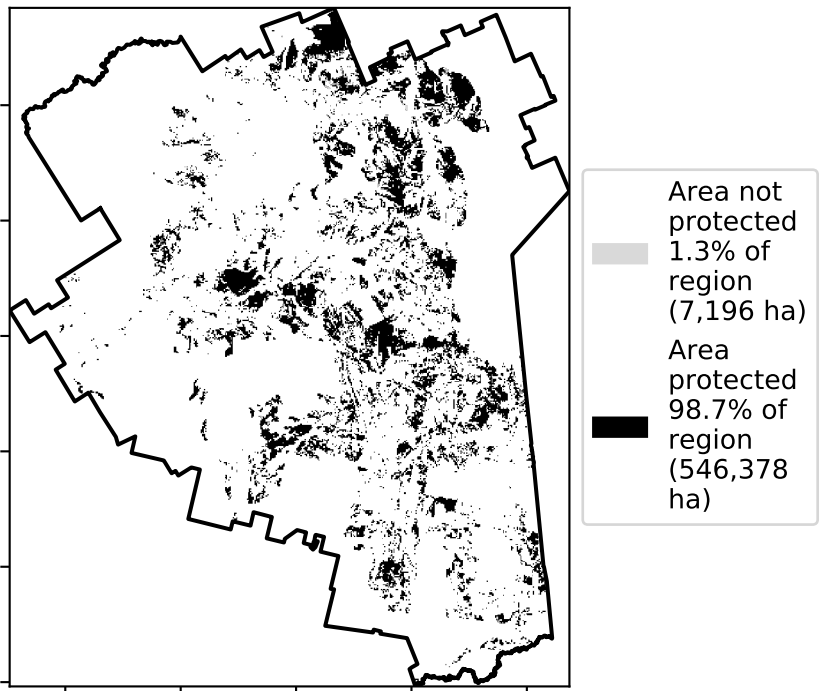 Area not
protected
1.3% of
region
(7,196 ha)
Area
protected
98.7% of
region
(546,378
ha)